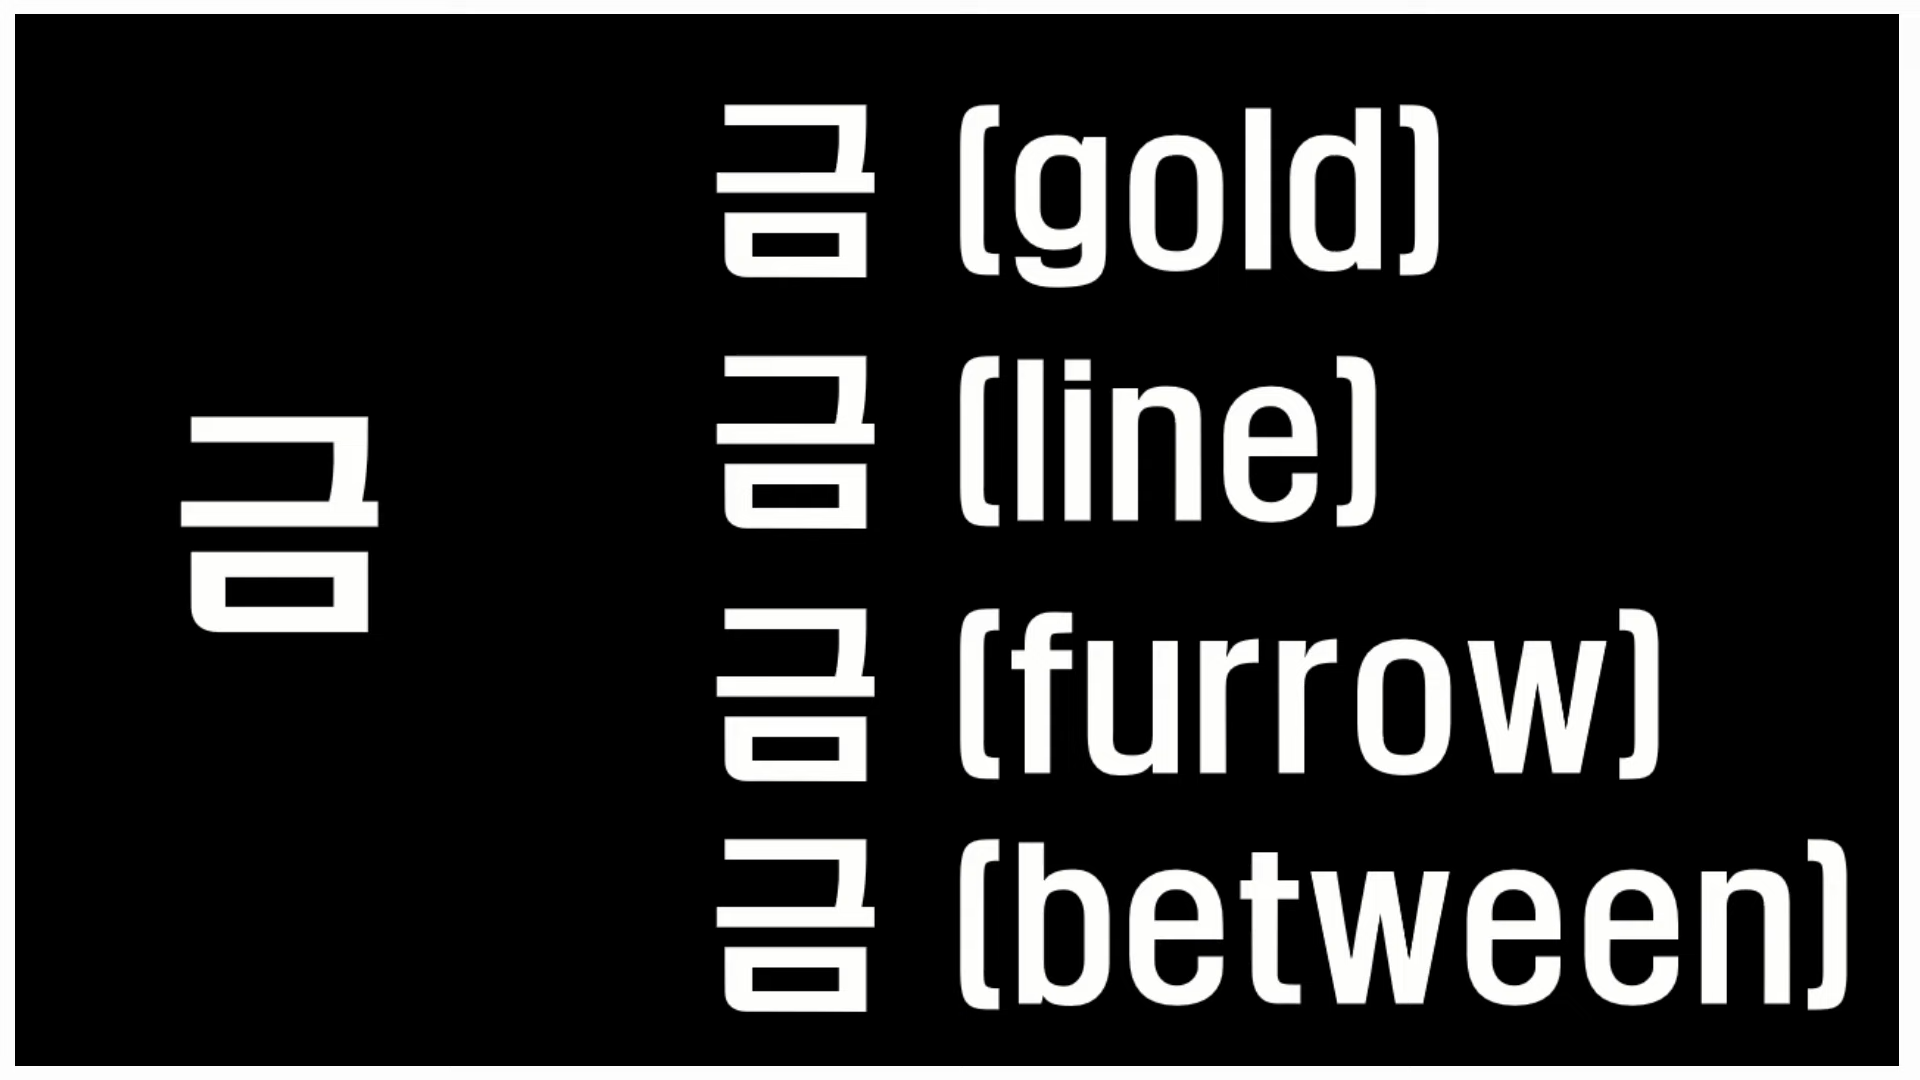 금
금 (gold)
금 (line)
금 (furrow)
금 (between)